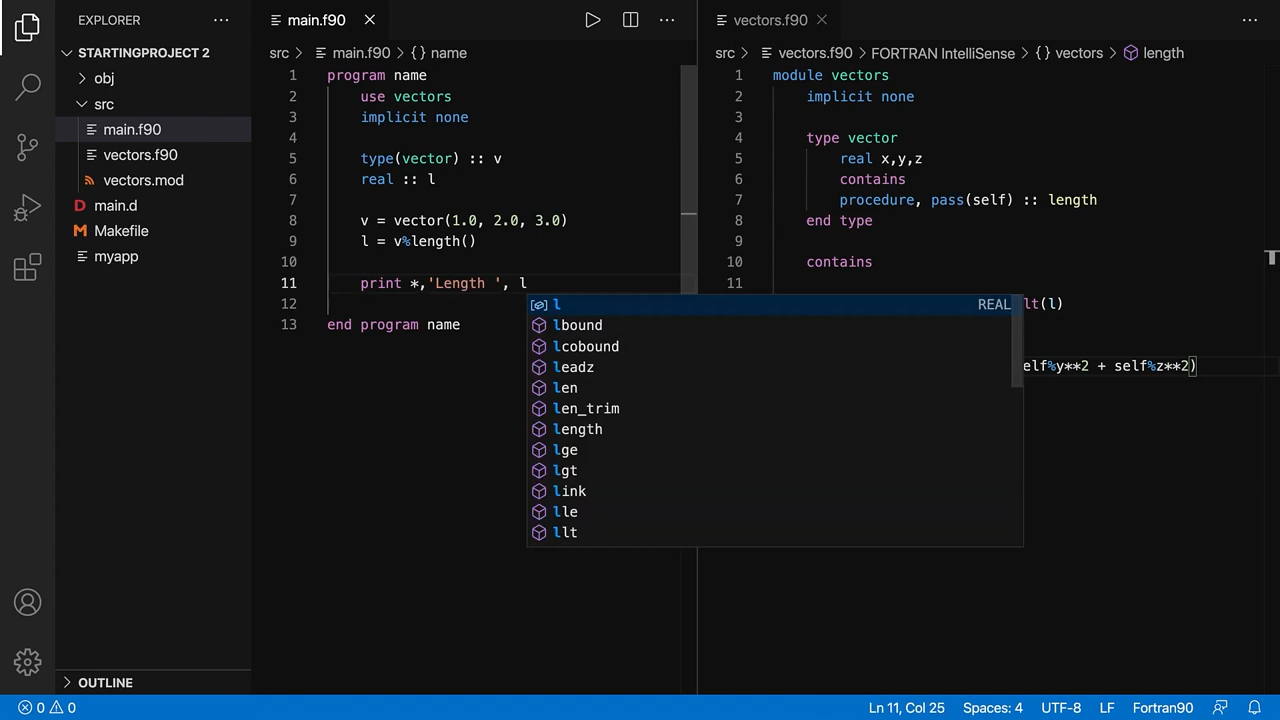 EXPLORER
main.f90
vectors.f90
STARTINGPROJECT 2
src main.f90 name
src vectors.f90 FORTRAN IntelliSense vectors length
obj
src
main.f90
vectors.f90
vectors.mod
main.d
Makefile
myapp
1 program name
2 use vectors
3 implicit none
4
5 type(vector) :: v
6 real :: l
7
8 v = vector(1.0, 2.0, 3.0)
9 l = v%length()
10
11 print *,'Length ', l
12
13 end program name
l REAL
lbound
lcobound
leadz
len
len_trim
length
lge
lgt
link
lle
llt
1 module vectors
2 implicit none
3
4 type vector
5 real x,y,z
6 contains
7 procedure, pass(self) :: length
8 end type
9
10 contains
11
lt(l)
elf%y**2 + self%z**2)
OUTLINE
0 0
Ln 11, Col 25 Spaces: 4 UTF-8 LF Fortran90